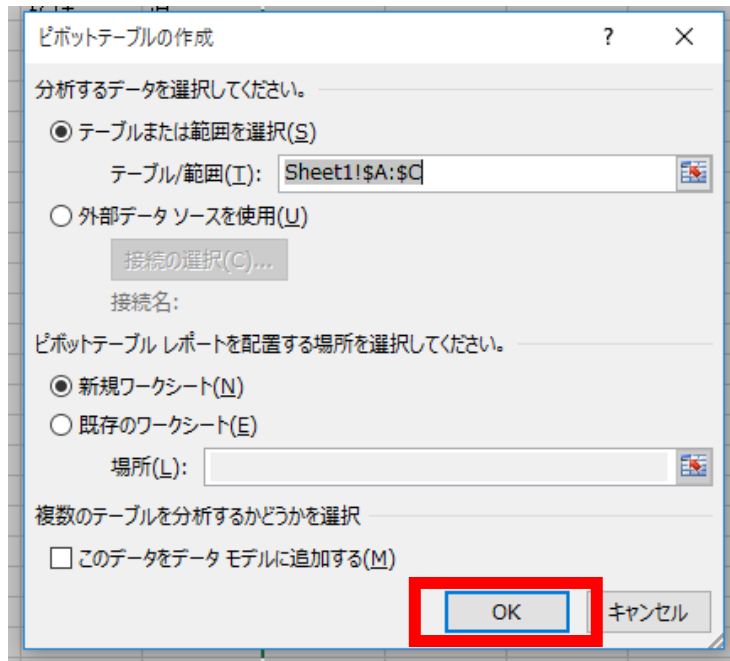 ピボットテーブルの作成 ?
分析するデータを選択してください。
テーブルまたは範囲を選択(S)
テーブル/範囲(T): Sheet1!$A:$C
外部データ ソースを使用(U)
接続の選択(C)...
接続名:
ピボットテーブル レポートを配置する場所を選択してください。
新規ワークシート(N)
既存のワークシート(E)
場所(L):
複数のテーブルを分析するかどうかを選択
このデータをデータ モデルに追加する(M)
OK キャンセル